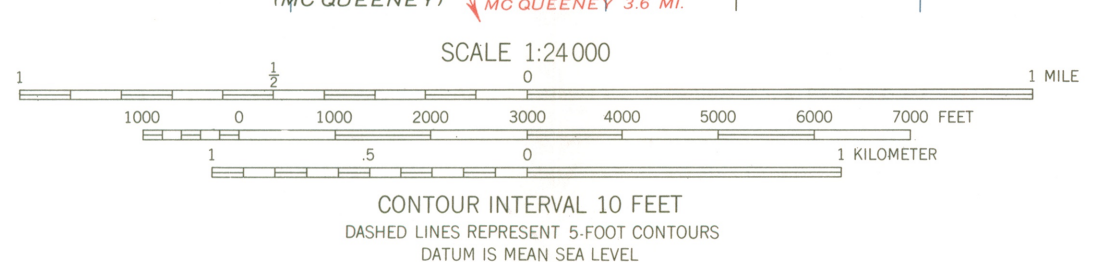 (MC QUEENEY)
MC QUEENEY 3.6 MI.
SCALE 1:24 000
1 1/2 0 1 MILE
1000 0 1000 2000 3000 4000 5000 6000 7000 FEET
1 .5 0 1 KILOMETER
CONTOUR INTERVAL 10 FEET
DASHED LINES REPRESENT 5-FOOT CONTOURS
DATUM IS MEAN SEA LEVEL